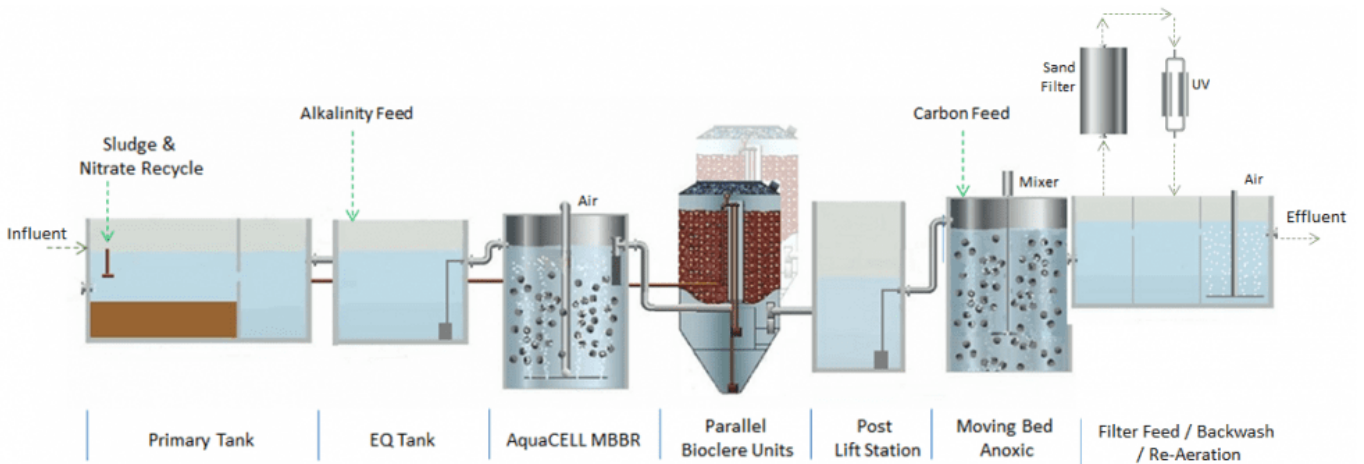 Sand
Filter
UV
Alkalinity Feed
Carbon Feed
Sludge &
Nitrate Recycle
Air
Mixer
Air
Influent
Effluent
Primary Tank
EQ Tank
AquaCELL MBBR
Parallel
Bioclere Units
Post
Lift Station
Moving Bed
Anoxic
Filter Feed / Backwash
/ Re-Aeration